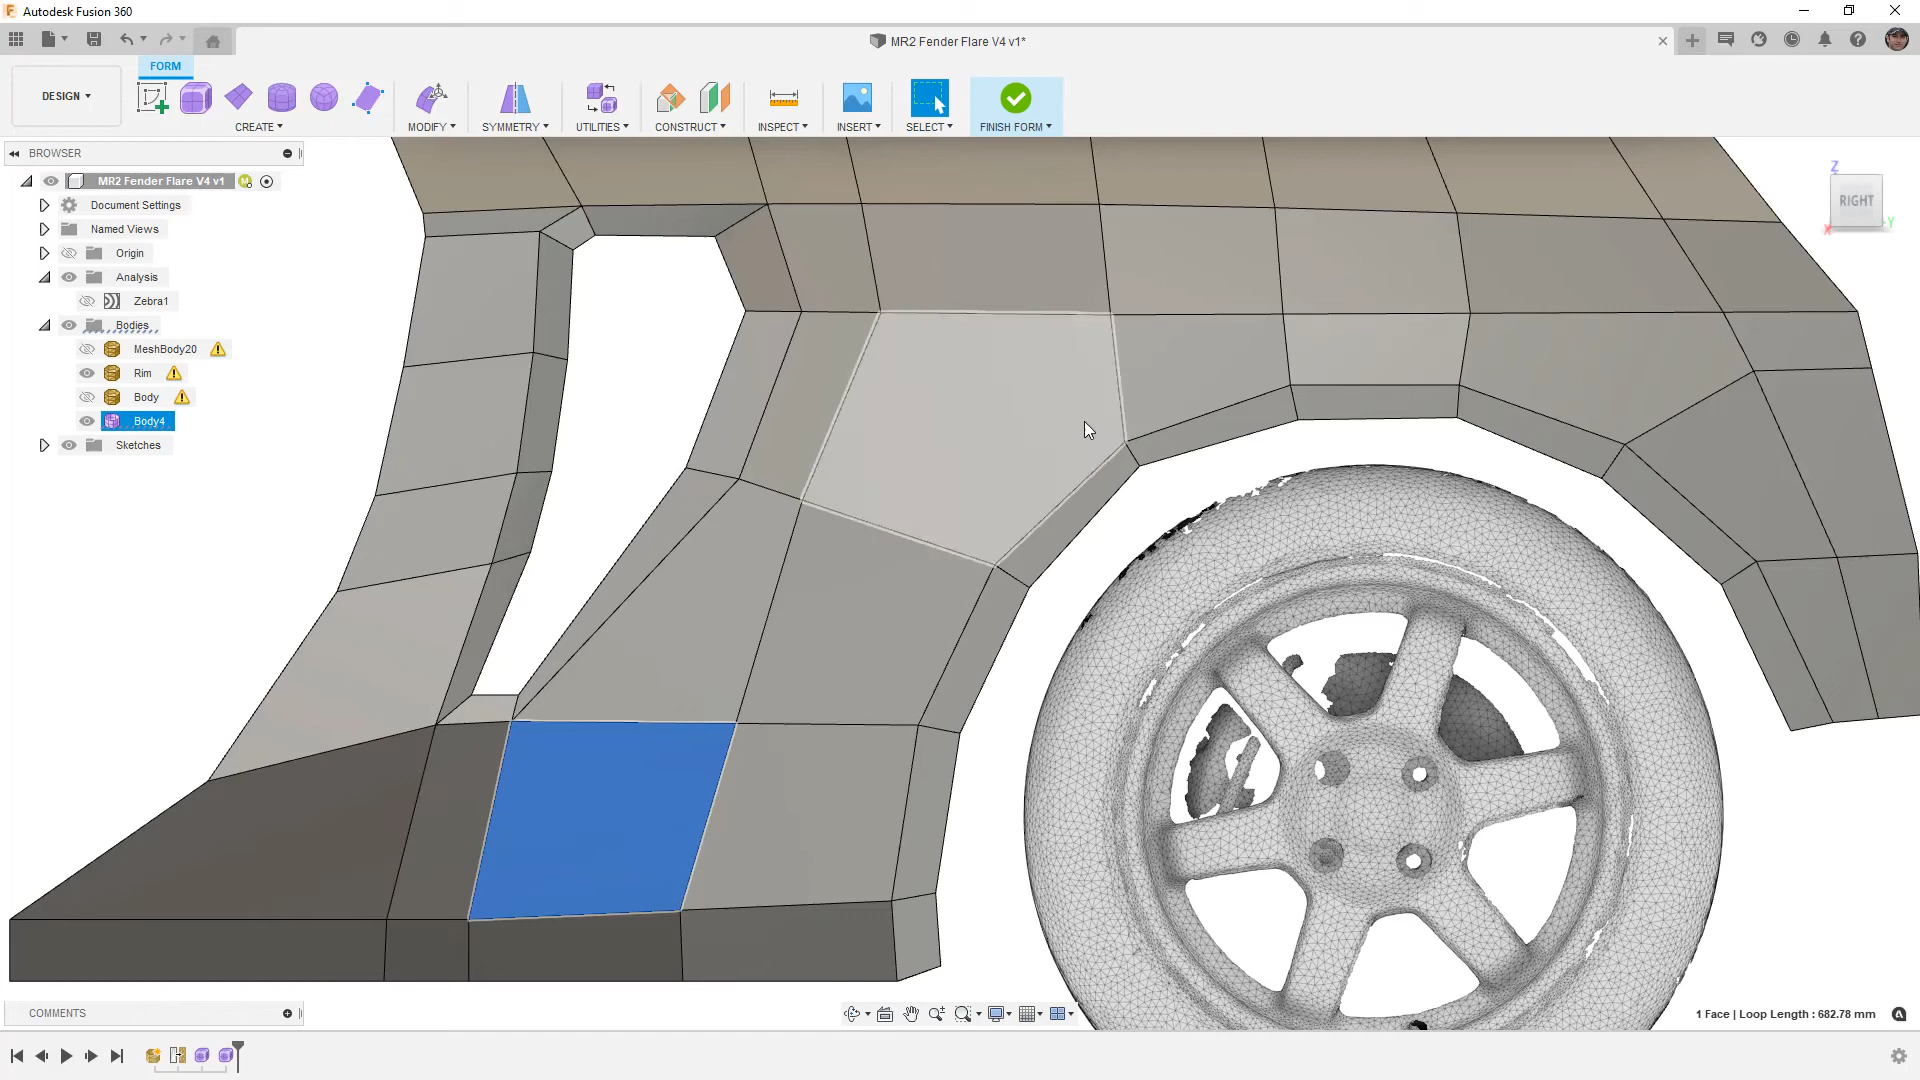 Autodesk Fusion 360
MR2 Fender Flare V4 v1*
FORM
DESIGN
CREATE
MODIFY
SYMMETRY
UTILITIES
CONSTRUCT
INSPECT
INSERT
SELECT
FINISH FORM
BROWSER
MR2 Fender Flare V4 v1
Document Settings
Named Views
Origin
Analysis
Zebra1
Bodies
MeshBody20
Rim
Body
Body4
Sketches
Z
RIGHT
X
Y
COMMENTS
1 Face | Loop Length : 682.78 mm